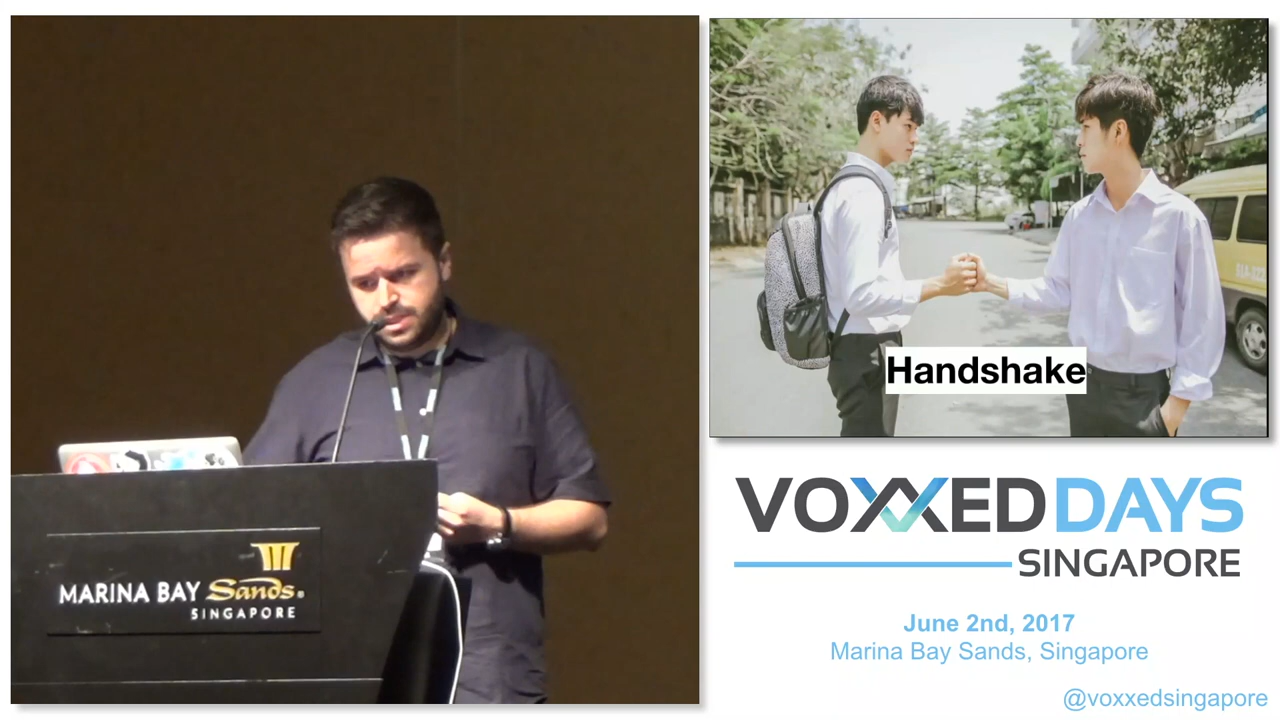 MARINA BAY Sands
SINGAPORE
Handshake
VOXXED DAYS
SINGAPORE
June 2nd, 2017
Marina Bay Sands, Singapore
@voxxedsingapore